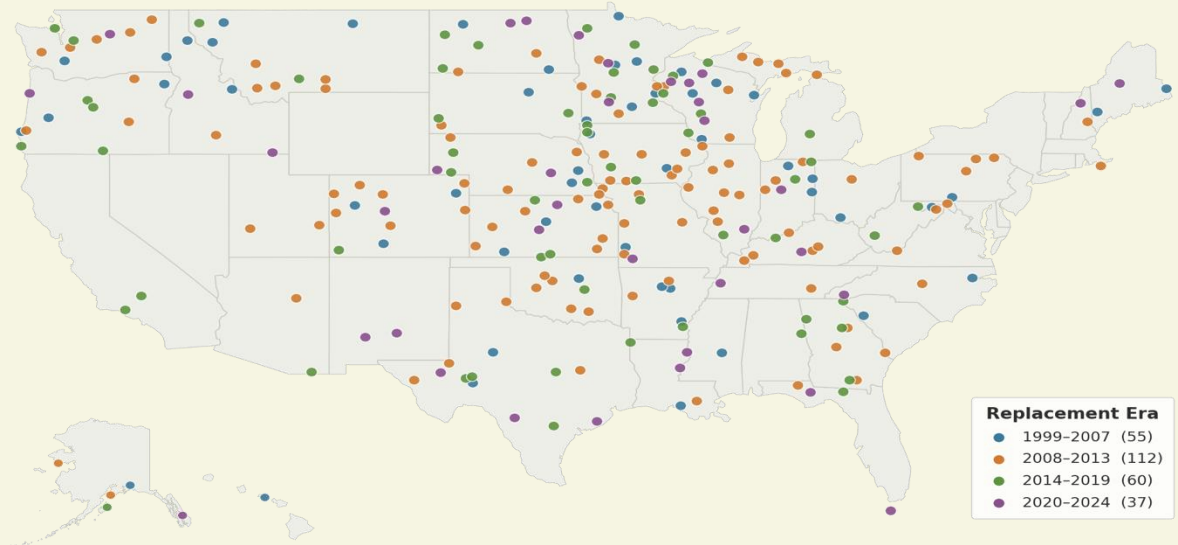 Replacement Era
1999–2007 (55)
2008–2013 (112)
2014–2019 (60)
2020–2024 (37)